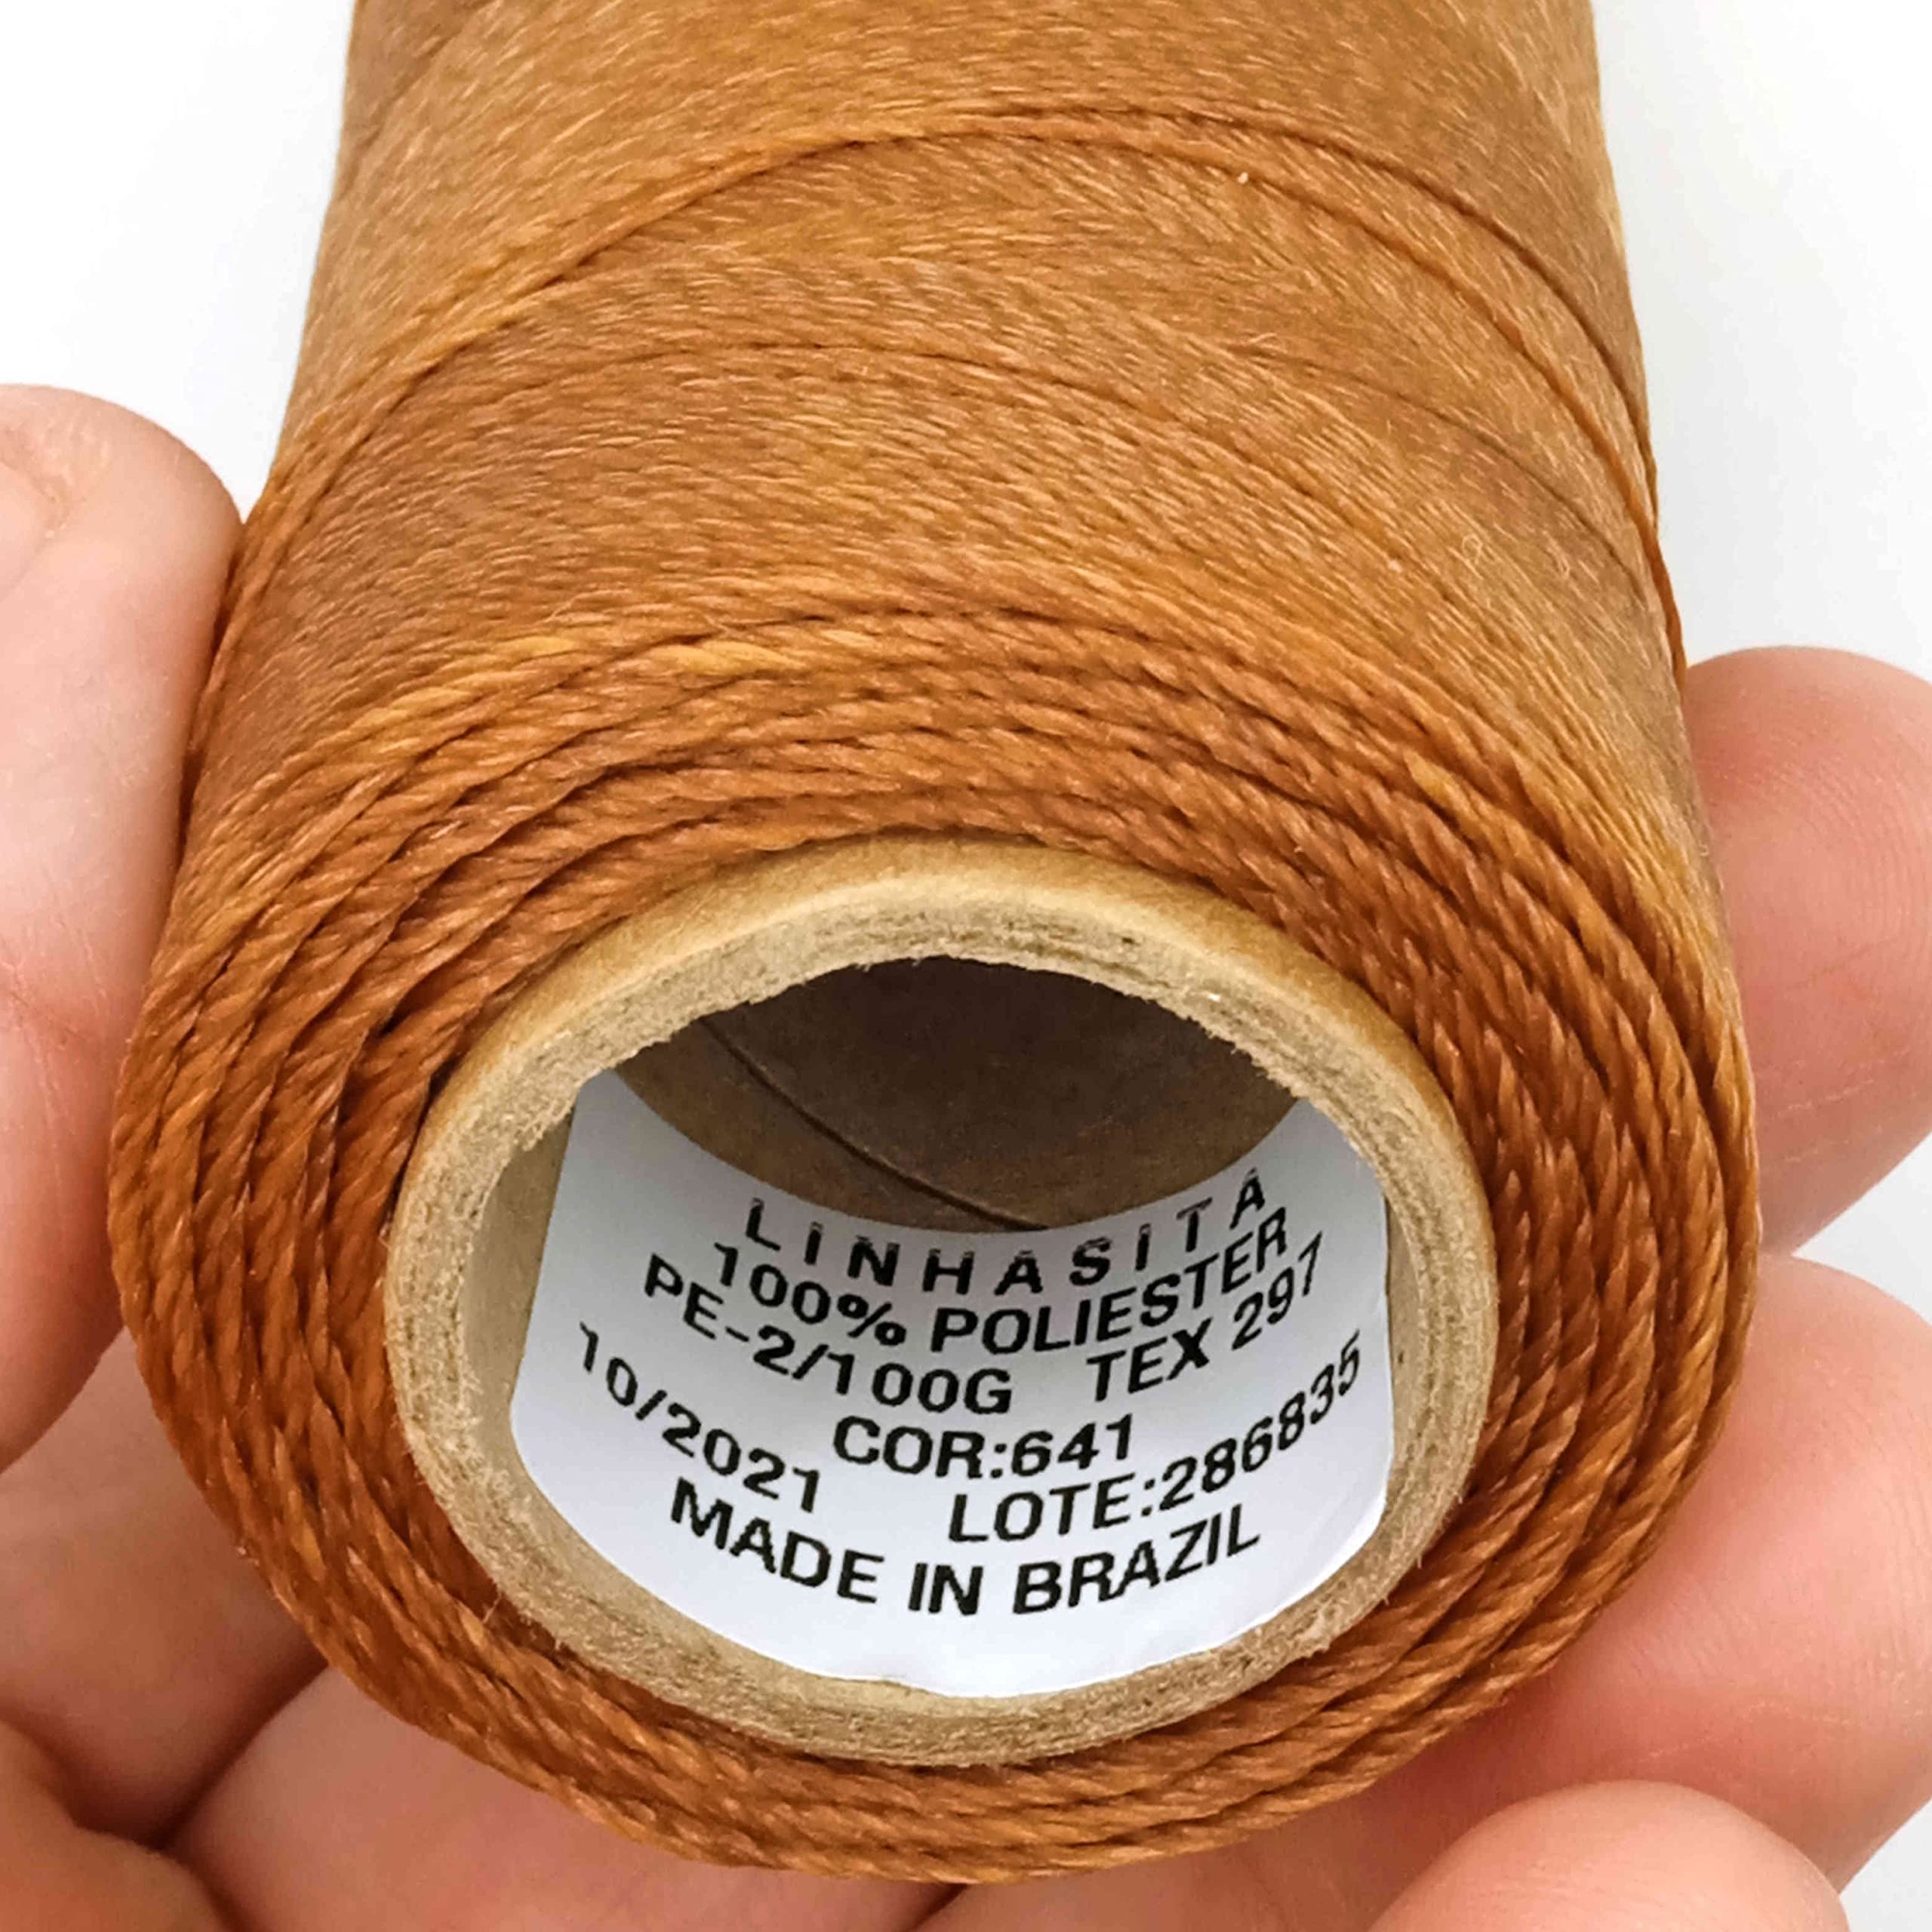 LINHASITA
100% POLIESTER
PE-2/100G TEX 297
COR:641
10/2021 LOTE:286835
MADE IN BRAZIL